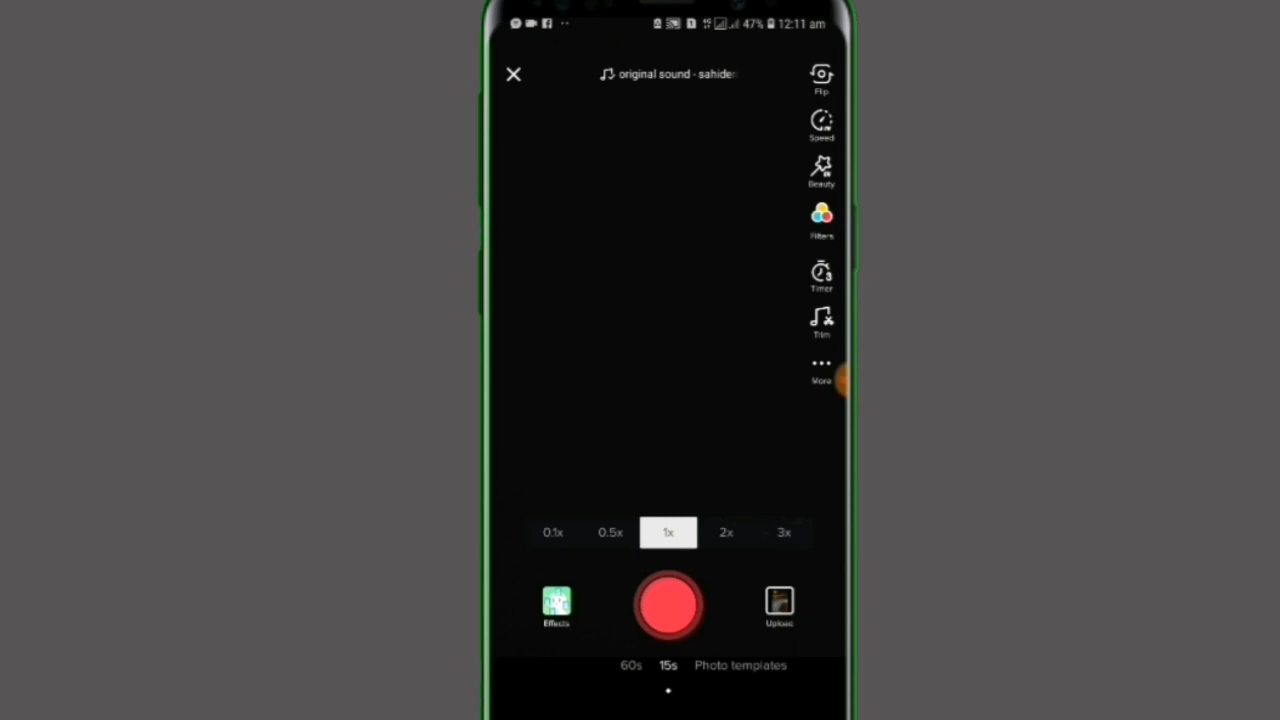 47% 12:11 am
original sound - sahide
Flip
Speed
Beauty
Filters
Timer
Trim
More
0.1x 0.5x 1x 2x 3x
Effects
Upload
60s 15s Photo templates